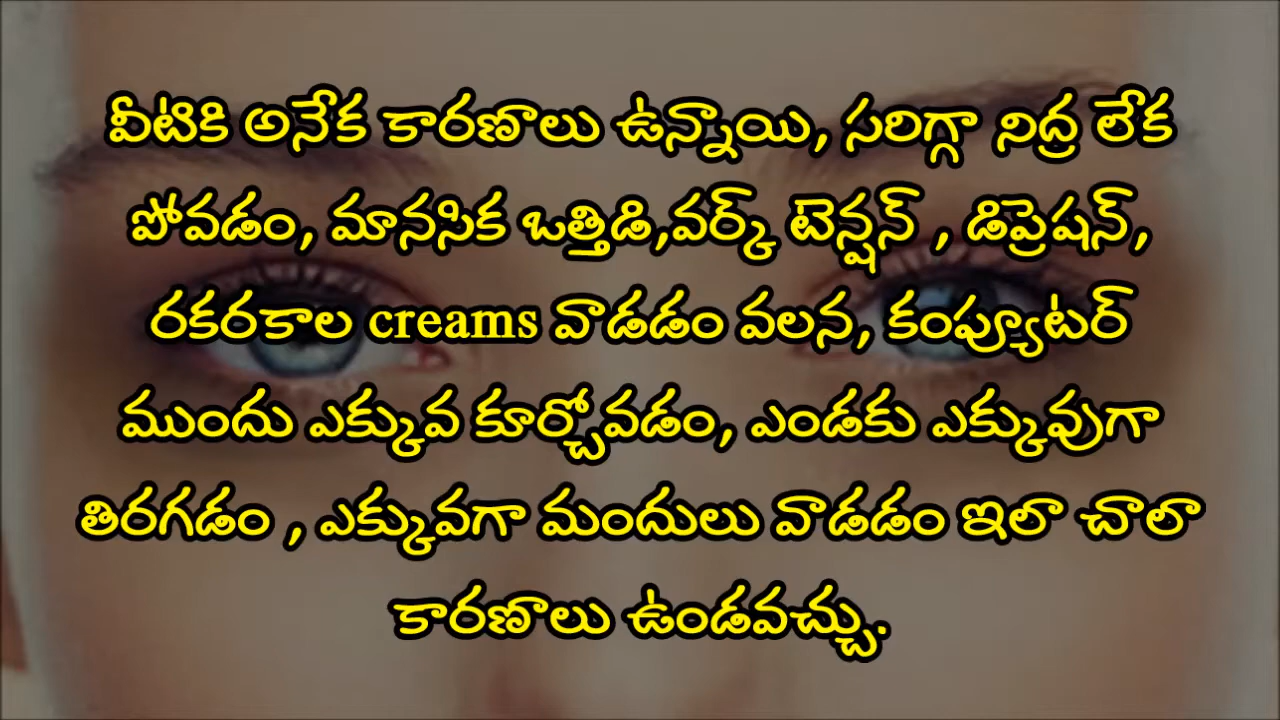 వీటికి అనేక కారణాలు ఉన్నాయి, సరిగ్గా నిద్ర లేక
పోవడం, మానసిక ఒత్తిడి,వర్క్ టెన్షన్ , డిప్రెషన్,
రకరకాల creams వాడడం వలన, కంప్యూటర్
ముందు ఎక్కువ కూర్చోవడం, ఎండకు ఎక్కువుగా
తిరగడం , ఎక్కువగా మందులు వాడడం ఇలా చాలా
కారణాలు ఉండవచ్చు.